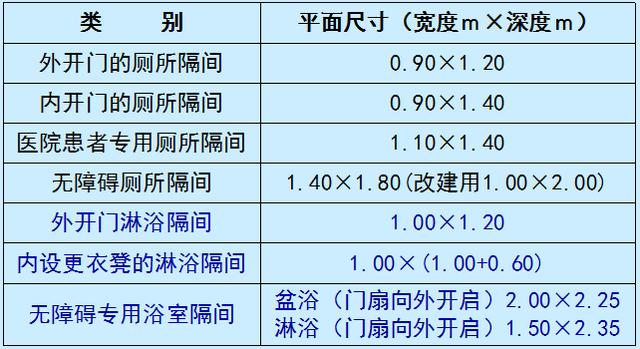 类 别 平面尺寸（宽度m×深度m）
外开门的厕所隔间 0.90×1.20
内开门的厕所隔间 0.90×1.40
医院患者专用厕所隔间 1.10×1.40
无障碍厕所隔间 1.40×1.80(改建用1.00×2.00)
外开门淋浴隔间 1.00×1.20
内设更衣凳的淋浴隔间 1.00×(1.00+0.60)
无障碍专用浴室隔间 盆浴（门扇向外开启）2.00×2.25
淋浴（门扇向外开启）1.50×2.35